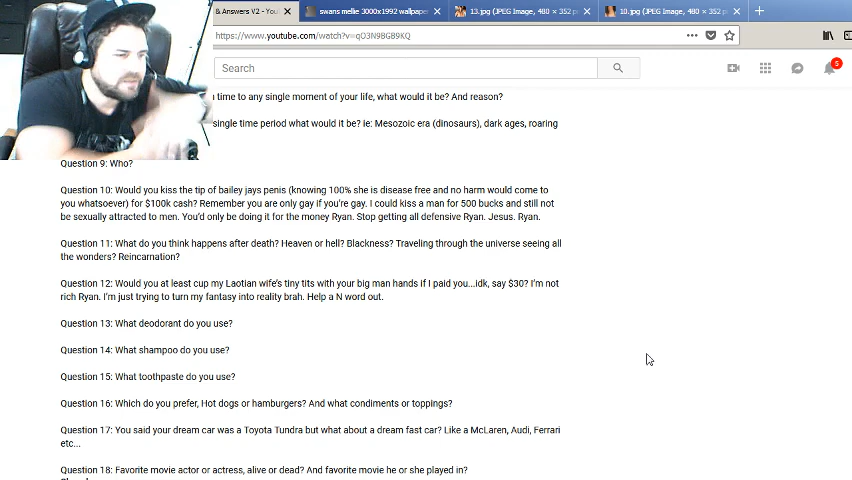 & Answers V2 - You
swans mellie 3000x1992 wallpape
13.jpg (JPEG Image, 480 × 352 p
10.jpg (JPEG Image, 480 × 352 p
https://www.youtube.com/watch?v=qO3N9BGB9KQ
Search
5
time to any single moment of your life, what would it be? And reason?
single time period what would it be? ie: Mesozoic era (dinosaurs), dark ages, roaring
Question 9: Who?
Question 10: Would you kiss the tip of bailey jays penis (knowing 100% she is disease free and no harm would come to
you whatsoever) for $100k cash? Remember you are only gay if you're gay. I could kiss a man for 500 bucks and still not
be sexually attracted to men. You'd only be doing it for the money Ryan. Stop getting all defensive Ryan. Jesus. Ryan.
Question 11: What do you think happens after death? Heaven or hell? Blackness? Traveling through the universe seeing all
the wonders? Reincarnation?
Question 12: Would you at least cup my Laotian wife's tiny tits with your big man hands if I paid you...idk, say $30? I'm not
rich Ryan. I'm just trying to turn my fantasy into reality brah. Help a N word out.
Question 13: What deodorant do you use?
Question 14: What shampoo do you use?
Question 15: What toothpaste do you use?
Question 16: Which do you prefer, Hot dogs or hamburgers? And what condiments or toppings?
Question 17: You said your dream car was a Toyota Tundra but what about a dream fast car? Like a McLaren, Audi, Ferrari
etc...
Question 18: Favorite movie actor or actress, alive or dead? And favorite movie he or she played in?